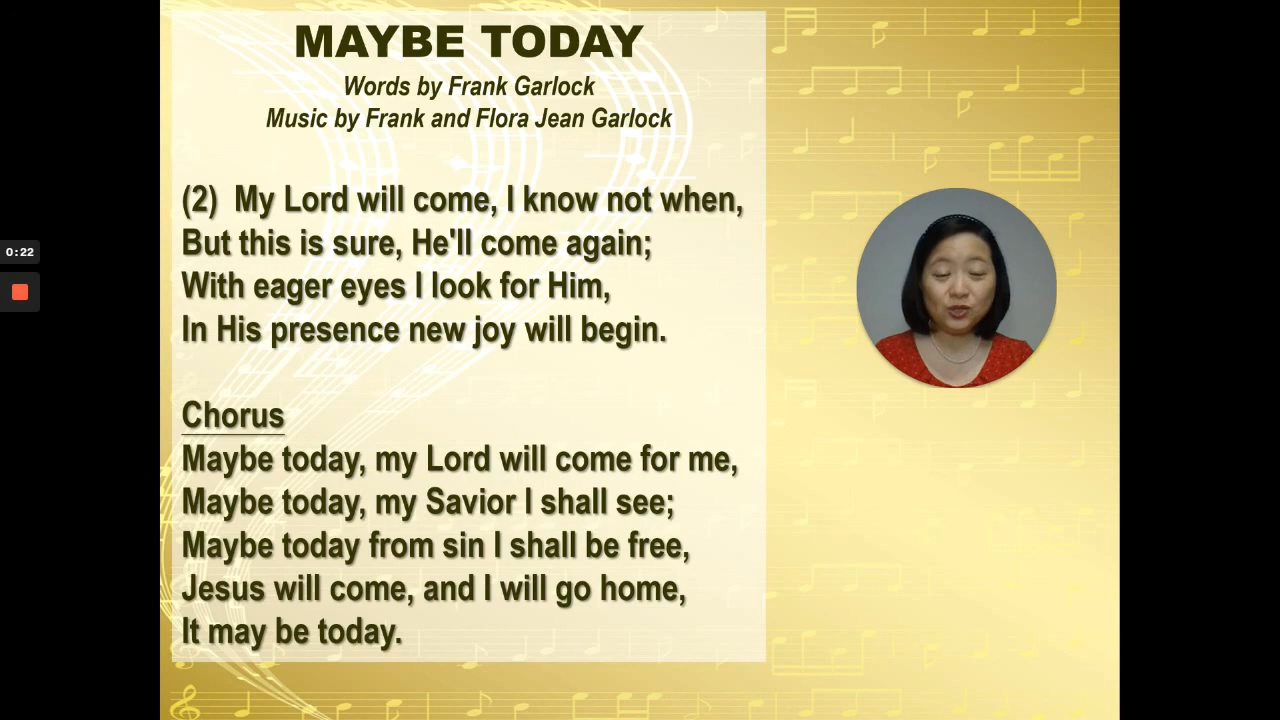 MAYBE TODAY
Words by Frank Garlock
Music by Frank and Flora Jean Garlock
(2)  My Lord will come, I know not when,
But this is sure, He'll come again;
With eager eyes I look for Him,
In His presence new joy will begin.
Chorus
Maybe today, my Lord will come for me,
Maybe today, my Savior I shall see;
Maybe today from sin I shall be free,
Jesus will come, and I will go home,
It may be today.
0:22